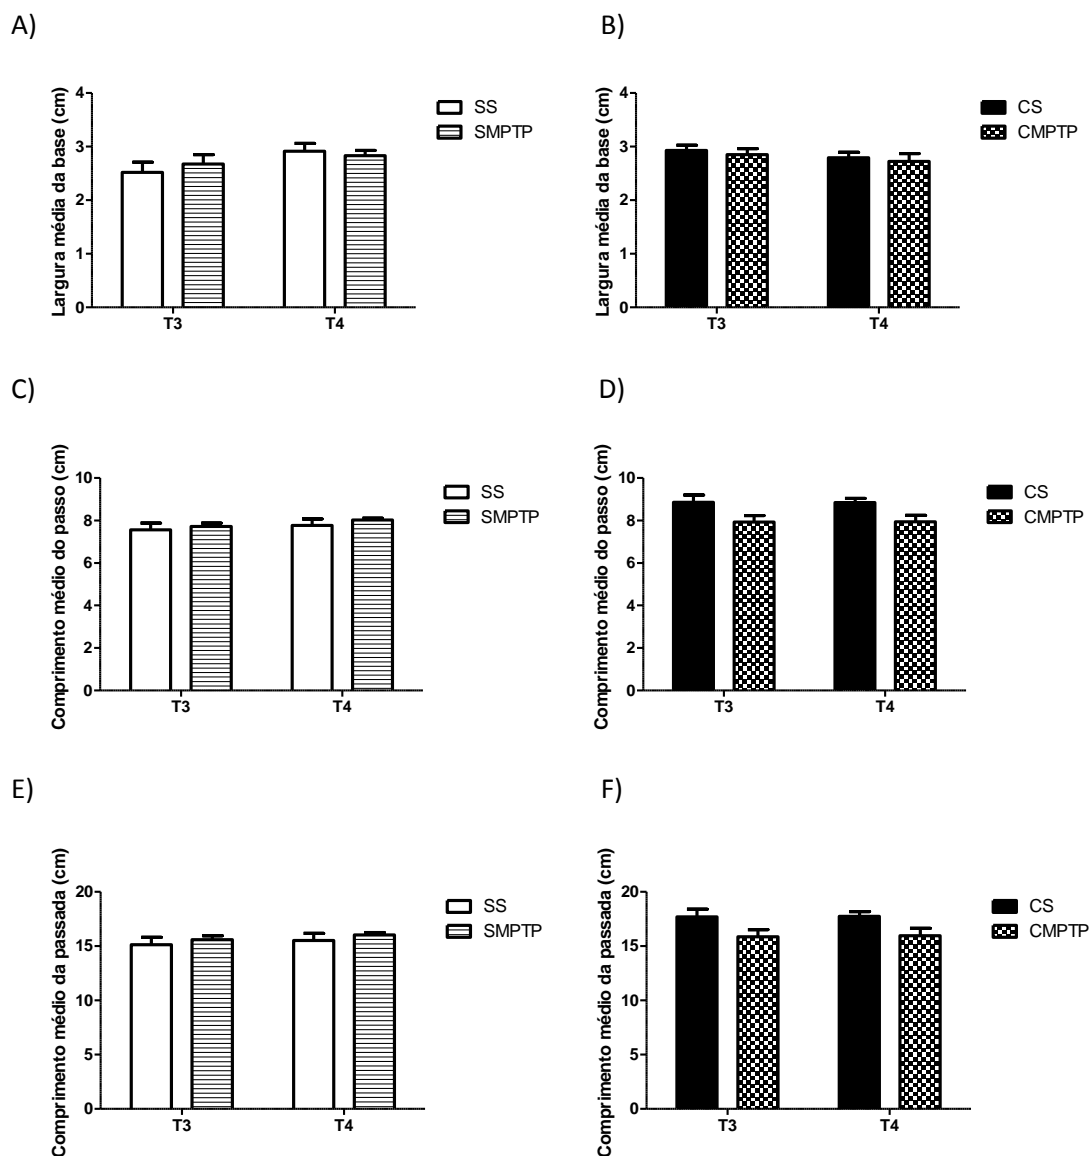 A)
Largura média da base (cm)
4
3
2
1
0
T3
T4
SS
SMPTP
B)
Largura média da base (cm)
4
3
2
1
0
T3
T4
CS
CMPTP
C)
Comprimento médio do passo (cm)
10
8
6
4
2
0
T3
T4
SS
SMPTP
D)
Comprimento médio do passo (cm)
10
8
6
4
2
0
T3
T4
CS
CMPTP
E)
Comprimento médio da passada (cm)
20
15
10
5
0
T3
T4
SS
SMPTP
F)
Comprimento médio da passada (cm)
20
15
10
5
0
T3
T4
CS
CMPTP